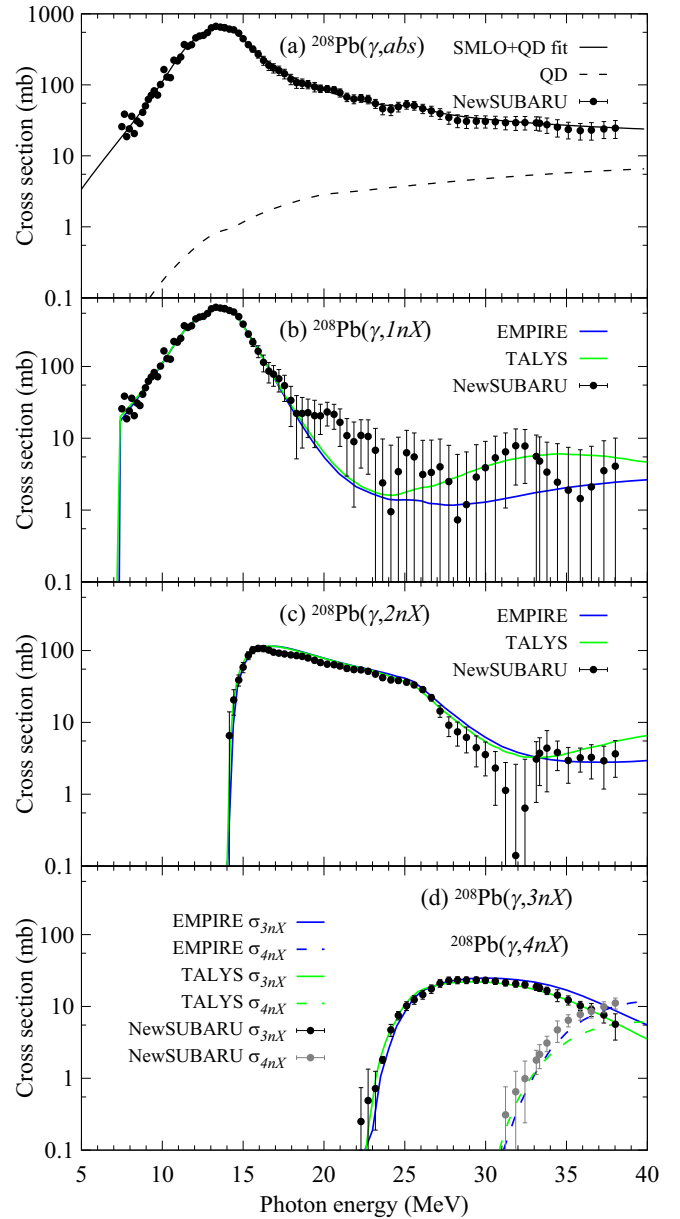 1000
100
10
1
0.1
Cross section (mb)
(a) ²⁰⁸Pb(γ,abs)
SMLO+QD fit
QD
NewSUBARU
100
10
1
0.1
Cross section (mb)
(b) ²⁰⁸Pb(γ,1nX)
EMPIRE
TALYS
NewSUBARU
100
10
1
0.1
Cross section (mb)
(c) ²⁰⁸Pb(γ,2nX)
EMPIRE
TALYS
NewSUBARU
100
10
1
0.1
Cross section (mb)
(d) ²⁰⁸Pb(γ,3nX)
²⁰⁸Pb(γ,4nX)
EMPIRE σ₃ₙX
EMPIRE σ₄ₙX
TALYS σ₃ₙX
TALYS σ₄ₙX
NewSUBARU σ₃ₙX
NewSUBARU σ₄ₙX
5 10 15 20 25 30 35 40
Photon energy (MeV)